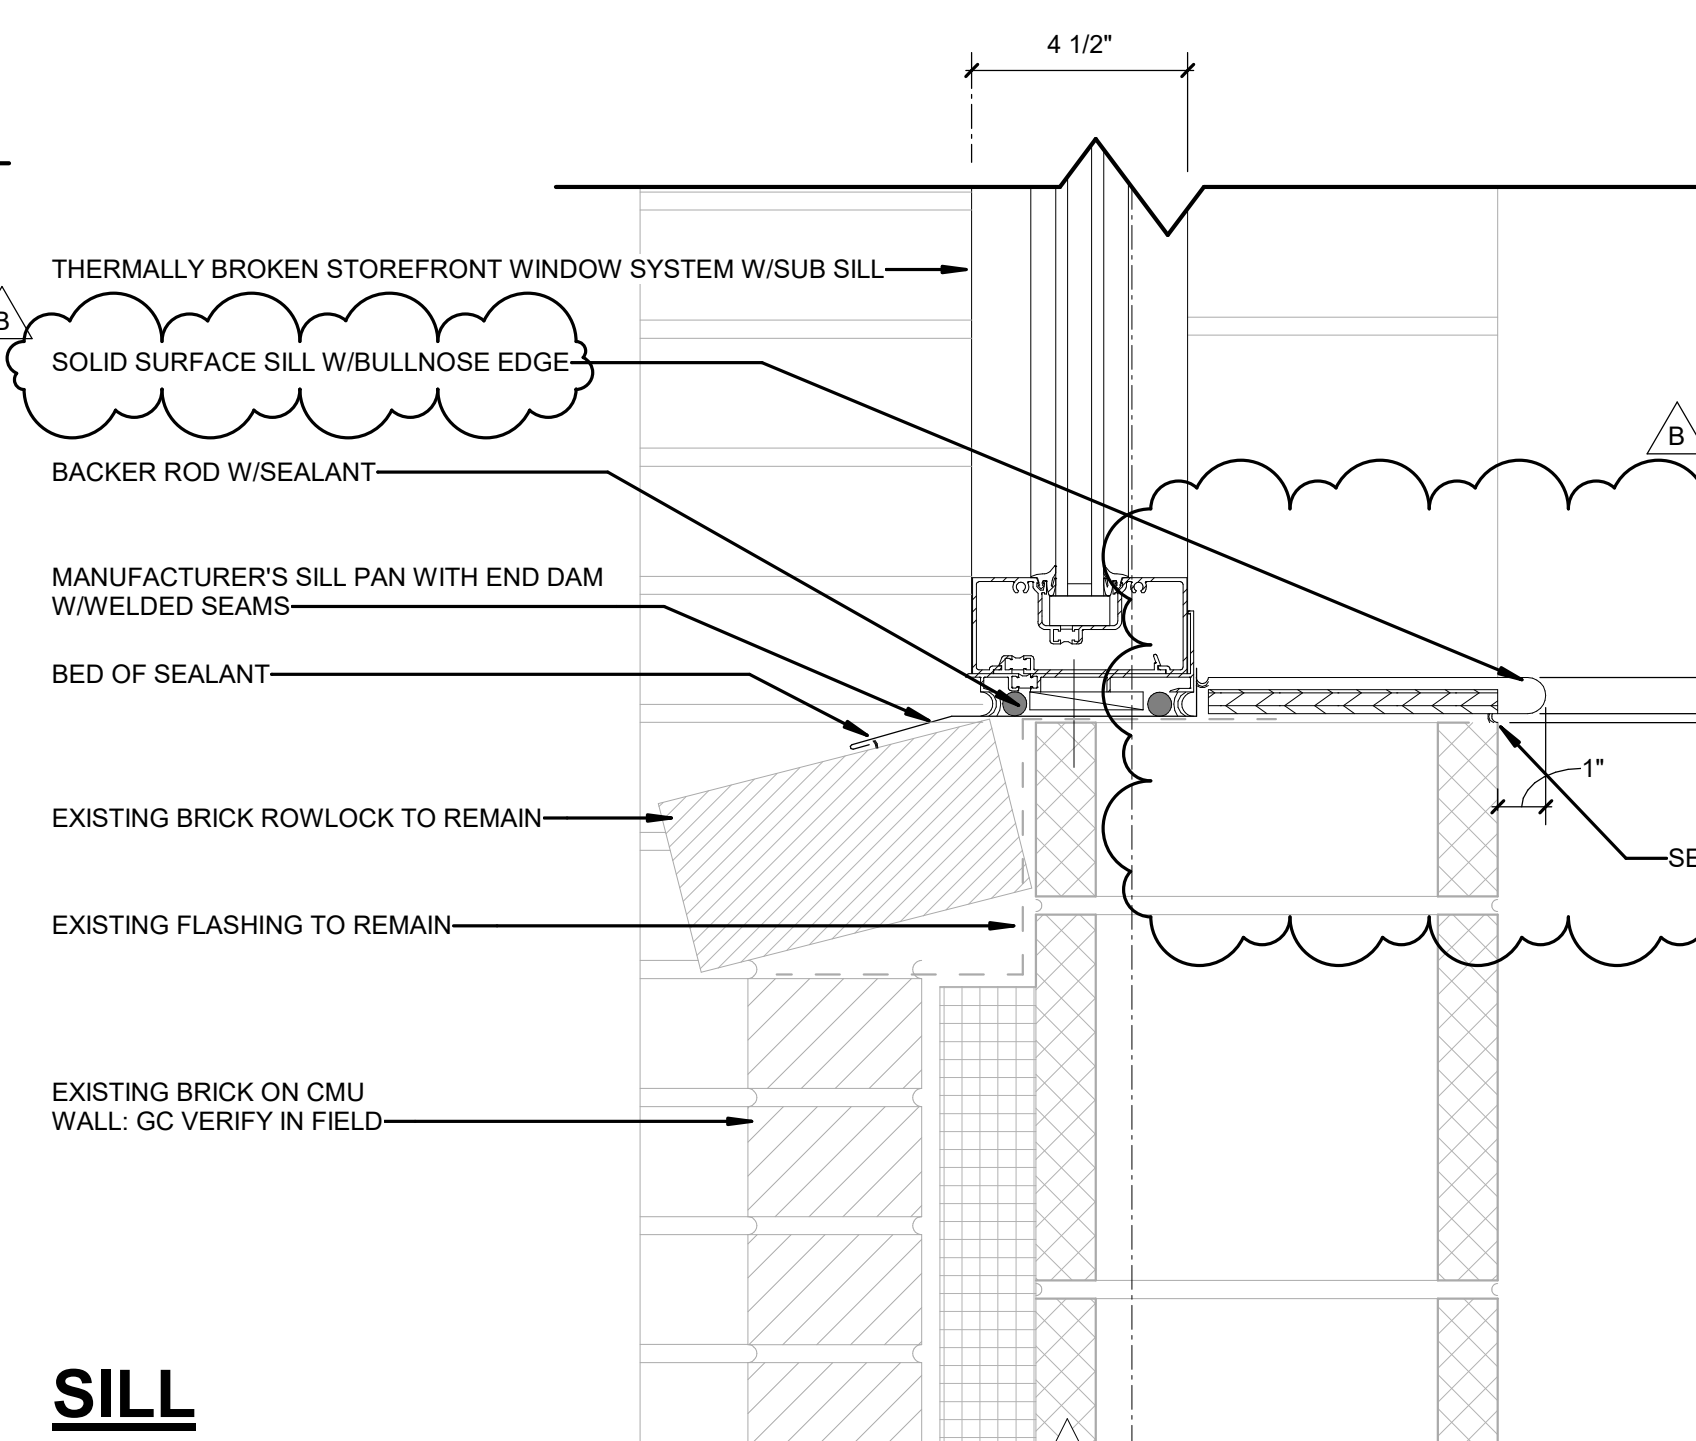 4 1/2"
THERMALLY BROKEN STOREFRONT WINDOW SYSTEM W/SUB SILL
B
SOLID SURFACE SILL W/BULLNOSE EDGE
B
BACKER ROD W/SEALANT
MANUFACTURER'S SILL PAN WITH END DAM
W/WELDED SEAMS
BED OF SEALANT
1"
EXISTING BRICK ROWLOCK TO REMAIN
SE
EXISTING FLASHING TO REMAIN
EXISTING BRICK ON CMU
WALL: GC VERIFY IN FIELD
SILL